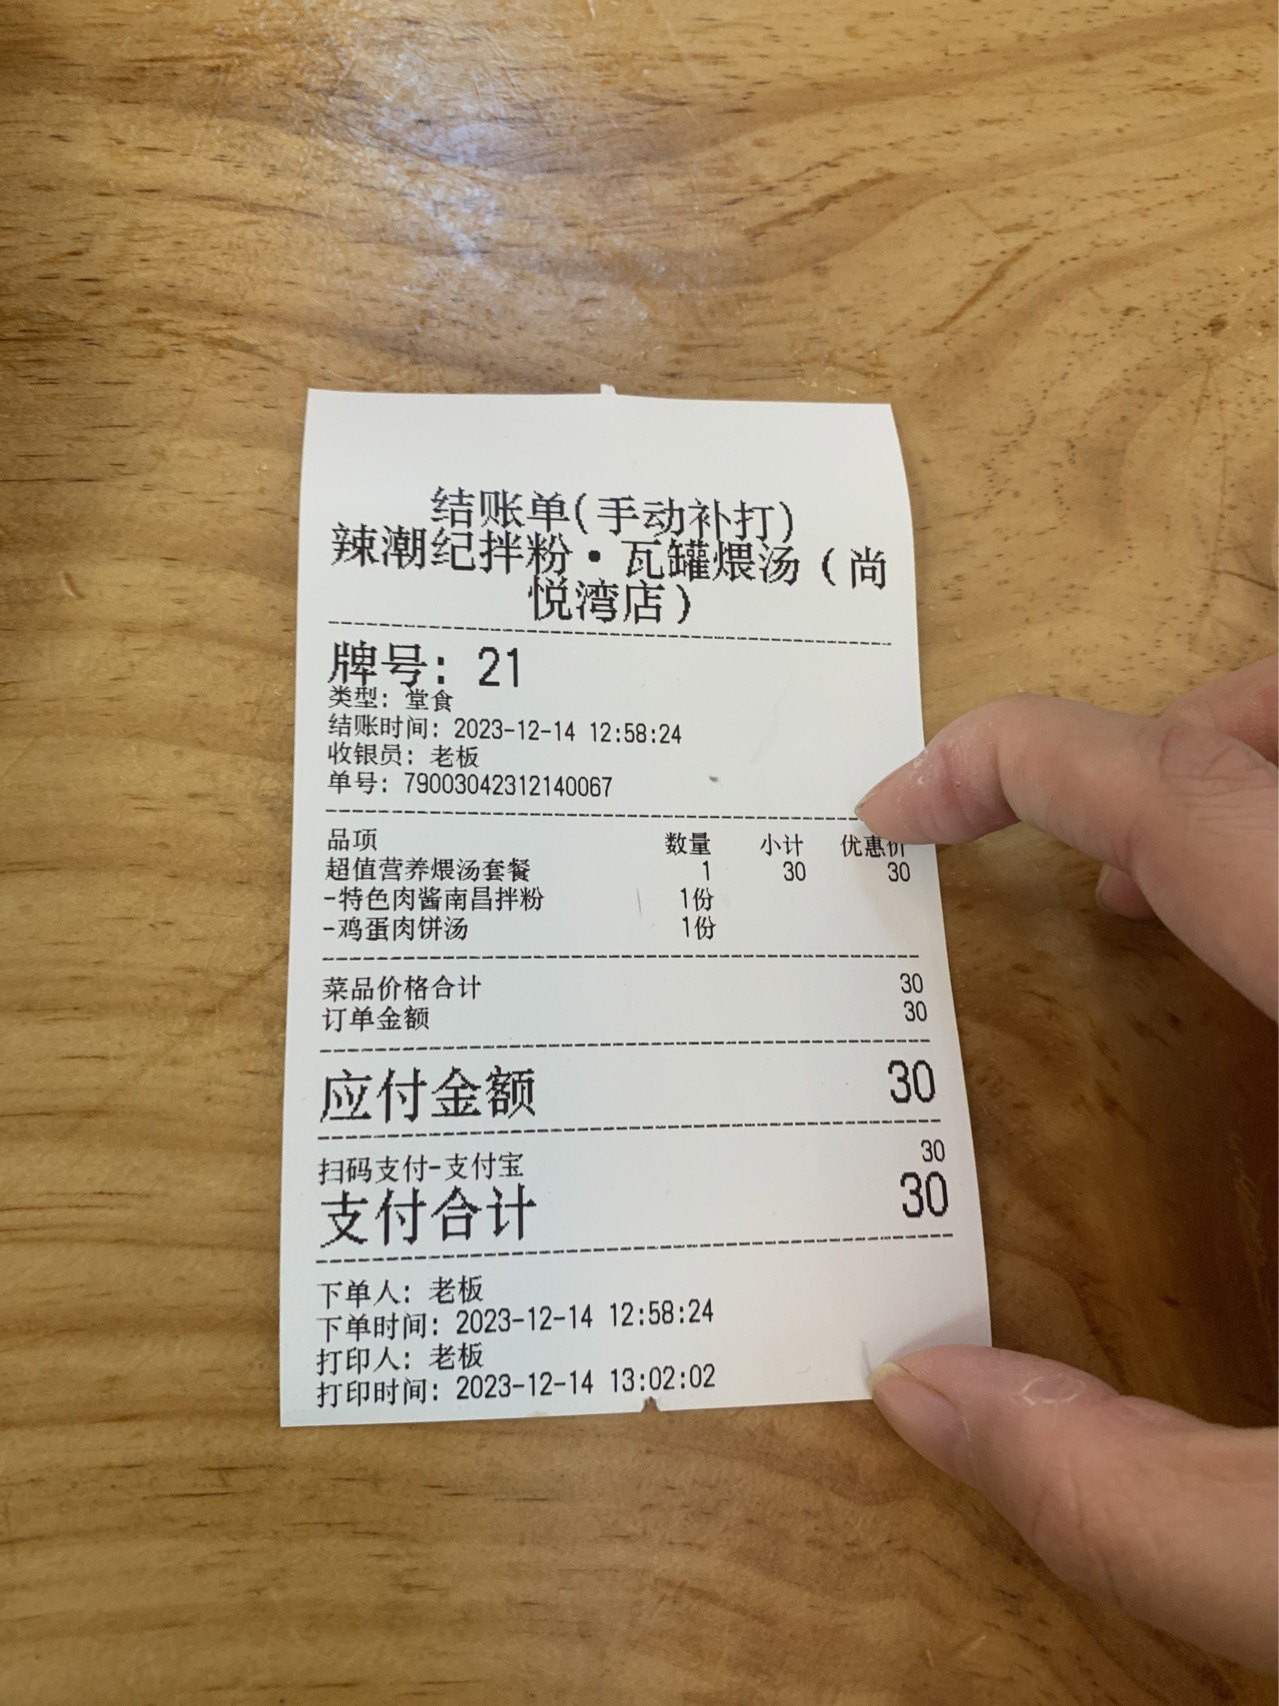 结账单(手动补打)
辣潮纪拌粉•瓦罐煨汤(尚
悦湾店)
牌号: 21
类型: 堂食
结账时间: 2023-12-14 12:58:24
收银员: 老板
单号: 79003042312140067
品项 数量 小计 优惠价
超值营养煨汤套餐 1 30 30
-特色肉酱南昌拌粉 1份
-鸡蛋肉饼汤 1份
菜品价格合计 30
订单金额 30
应付金额 30
扫码支付-支付宝 30
支付合计 30
下单人: 老板
下单时间: 2023-12-14 12:58:24
打印人: 老板
打印时间: 2023-12-14 13:02:02